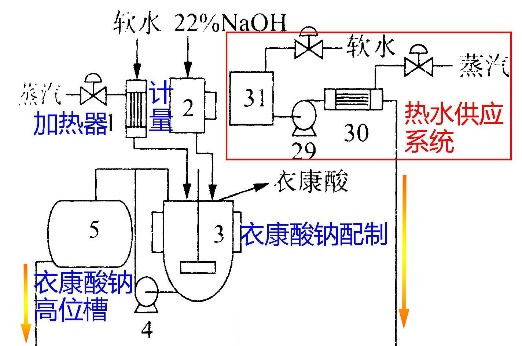 软水 22%NaOH
软水
蒸汽
蒸汽
加热器1
计量
2
31
29
30
热水供应
系统
衣康酸
5
3
衣康酸钠配制
衣康酸钠
高位槽
4